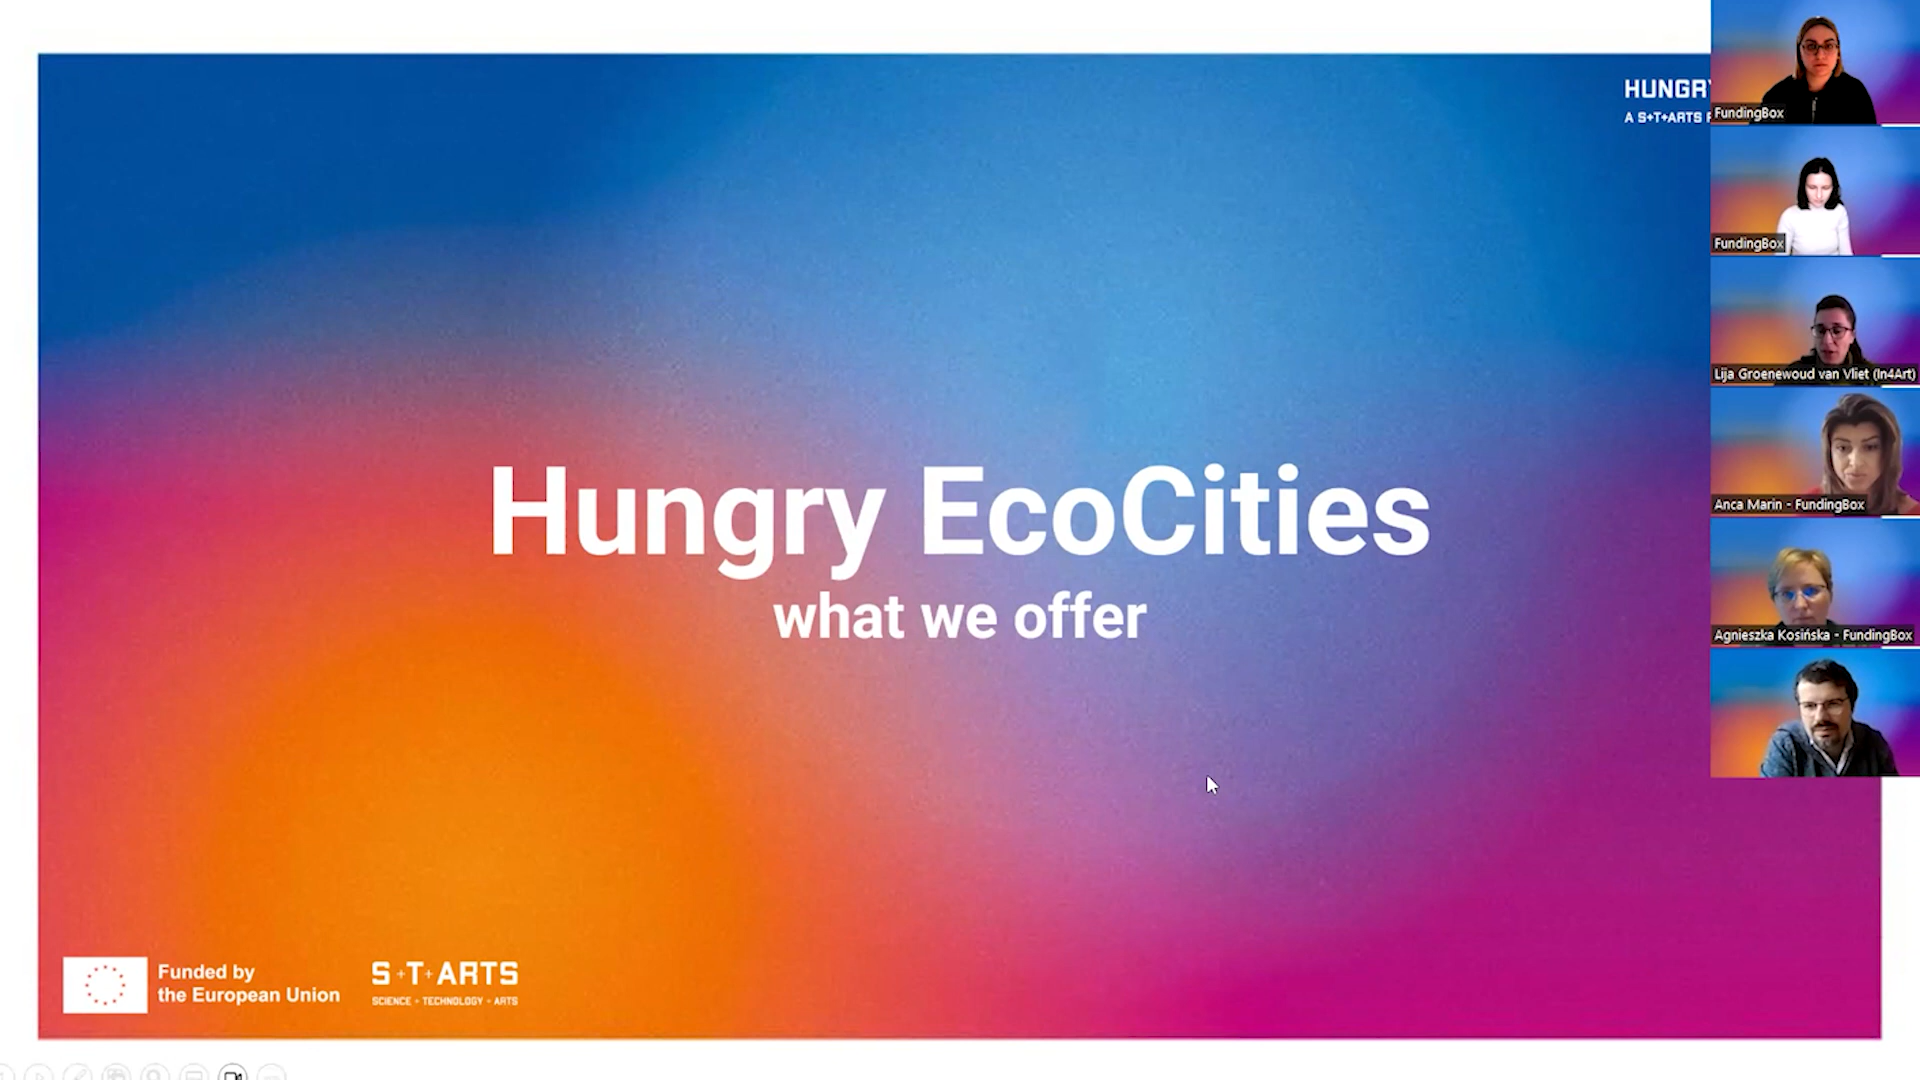 HUNGRY
A S+T+ARTS
Hungry EcoCities
what we offer
Funded by
the European Union
S+T+ARTS
SCIENCE + TECHNOLOGY + ARTS
FundingBox
FundingBox
Lija Groenewoud van Vliet (In4Art)
Anca Marin - FundingBox
Agnieszka Kosińska - FundingBox